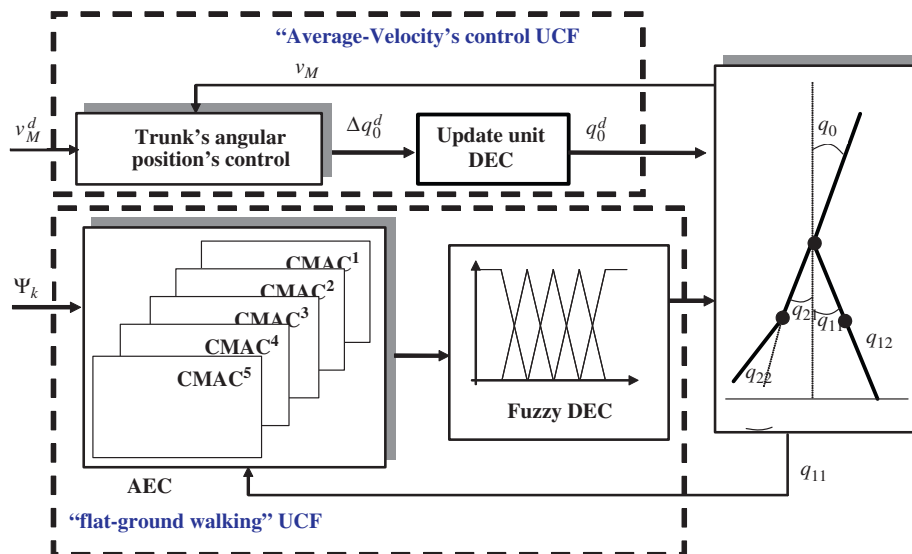 “Average-Velocity's control UCF
v_M
v_M^d
Trunk's angular
position's control
Δq_0^d
Update unit
DEC
q_0^d
q_0
Ψ_k
CMAC^1
CMAC^2
CMAC^3
CMAC^4
CMAC^5
AEC
Fuzzy DEC
q_21
q_11
q_12
q_22
q_11
“flat-ground walking” UCF